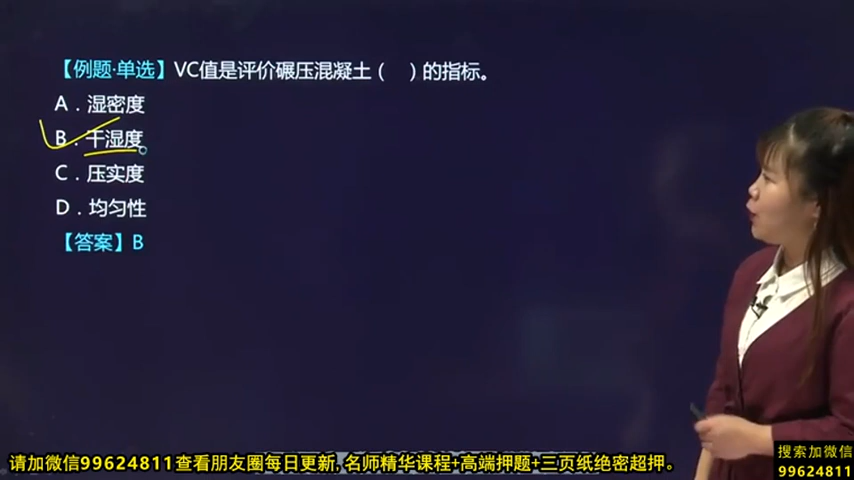 【例题·单选】VC值是评价碾压混凝土（ ）的指标。
A．湿密度
B．干湿度
C．压实度
D．均匀性
【答案】B
请加微信99624811查看朋友圈每日更新,名师精华课程+高端押题+三页纸绝密超押。
搜索加微信
99624811